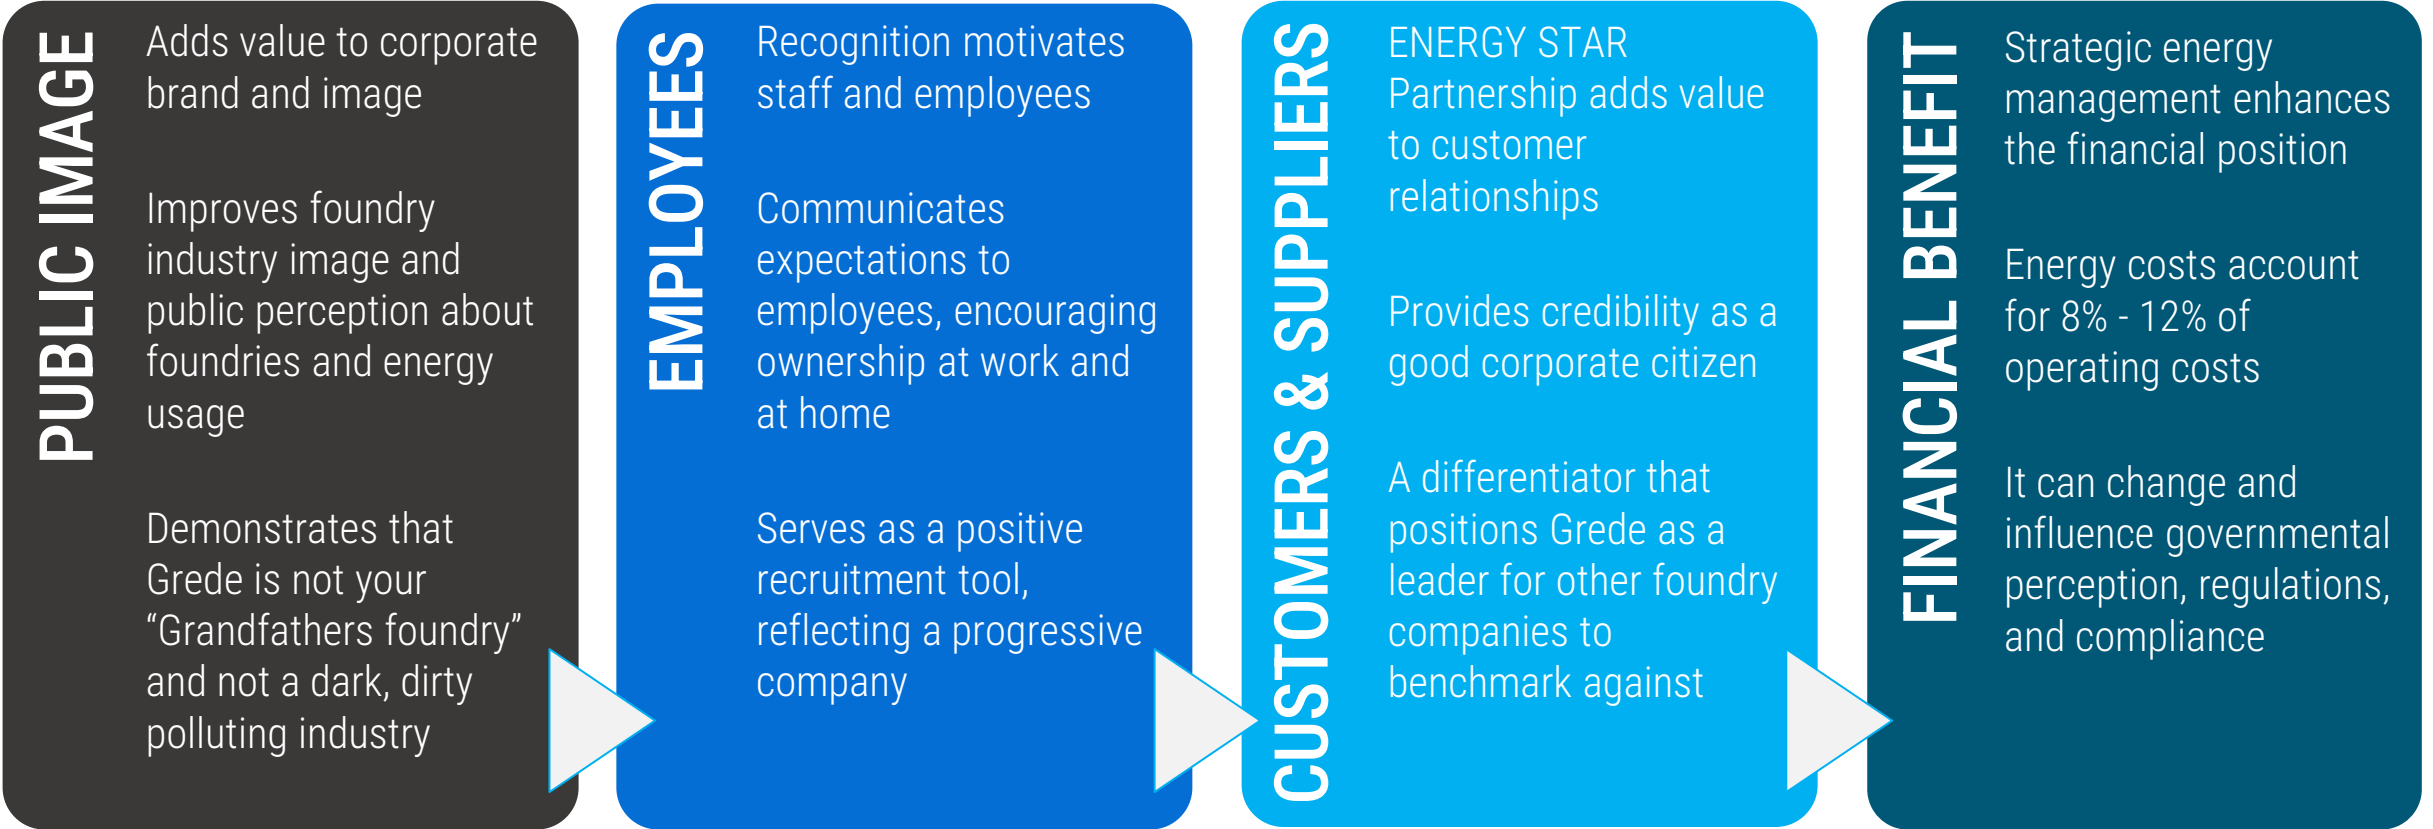 PUBLIC IMAGE
Adds value to corporate
brand and image
Improves foundry
industry image and
public perception about
foundries and energy
usage
Demonstrates that
Grede is not your
“Grandfathers foundry”
and not a dark, dirty
polluting industry
EMPLOYEES
Recognition motivates
staff and employees
Communicates
expectations to
employees, encouraging
ownership at work and
at home
Serves as a positive
recruitment tool,
reflecting a progressive
company
CUSTOMERS & SUPPLIERS
ENERGY STAR
Partnership adds value
to customer
relationships
Provides credibility as a
good corporate citizen
A differentiator that
positions Grede as a
leader for other foundry
companies to
benchmark against
FINANCIAL BENEFIT
Strategic energy
management enhances
the financial position
Energy costs account
for 8% - 12% of
operating costs
It can change and
influence governmental
perception, regulations,
and compliance